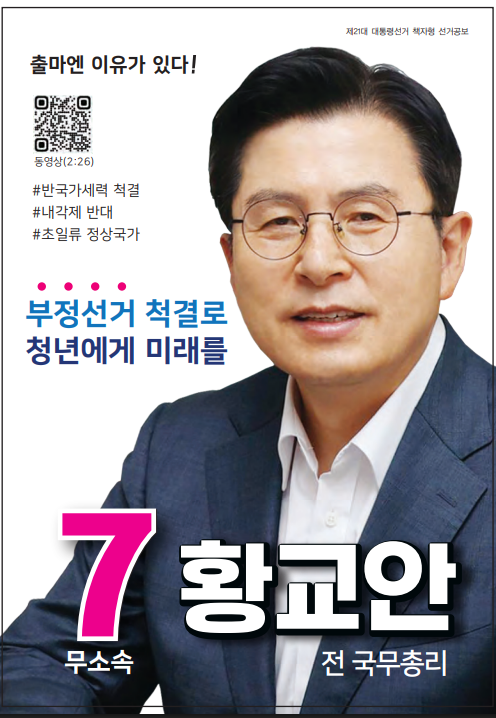 제21대 대통령선거 책자형 선거공보
출마엔 이유가 있다!
동영상(2:26)
#반국가세력 척결
#내각제 반대
#초일류 정상국가
부정선거 척결로
청년에게 미래를
7 황교안
무소속
전 국무총리